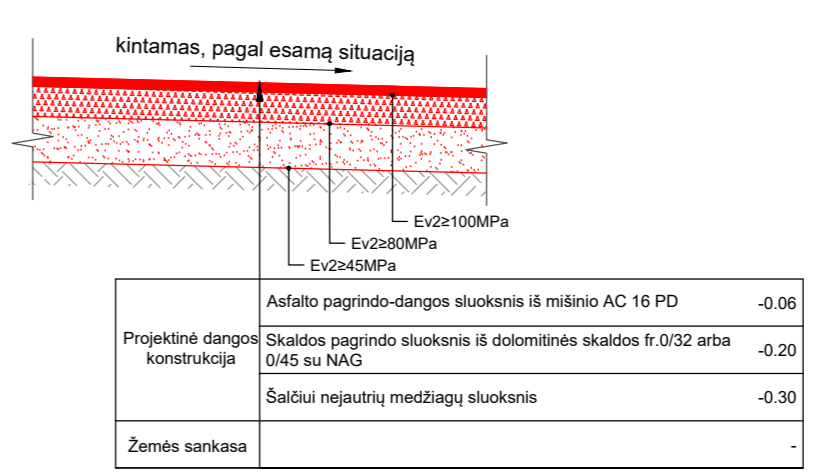 kintamas, pagal esamą situaciją
Ev2≥100MPa
Ev2≥80MPa
Ev2≥45MPa
Projektinė dangos
konstrukcija
Asfalto pagrindo-dangos sluoksnis iš mišinio AC 16 PD -0.06
Skaldos pagrindo sluoksnis iš dolomitinės skaldos fr.0/32 arba
0/45 su NAG -0.20
Šalčiui nejautrių medžiagų sluoksnis -0.30
Žemės sankasa -